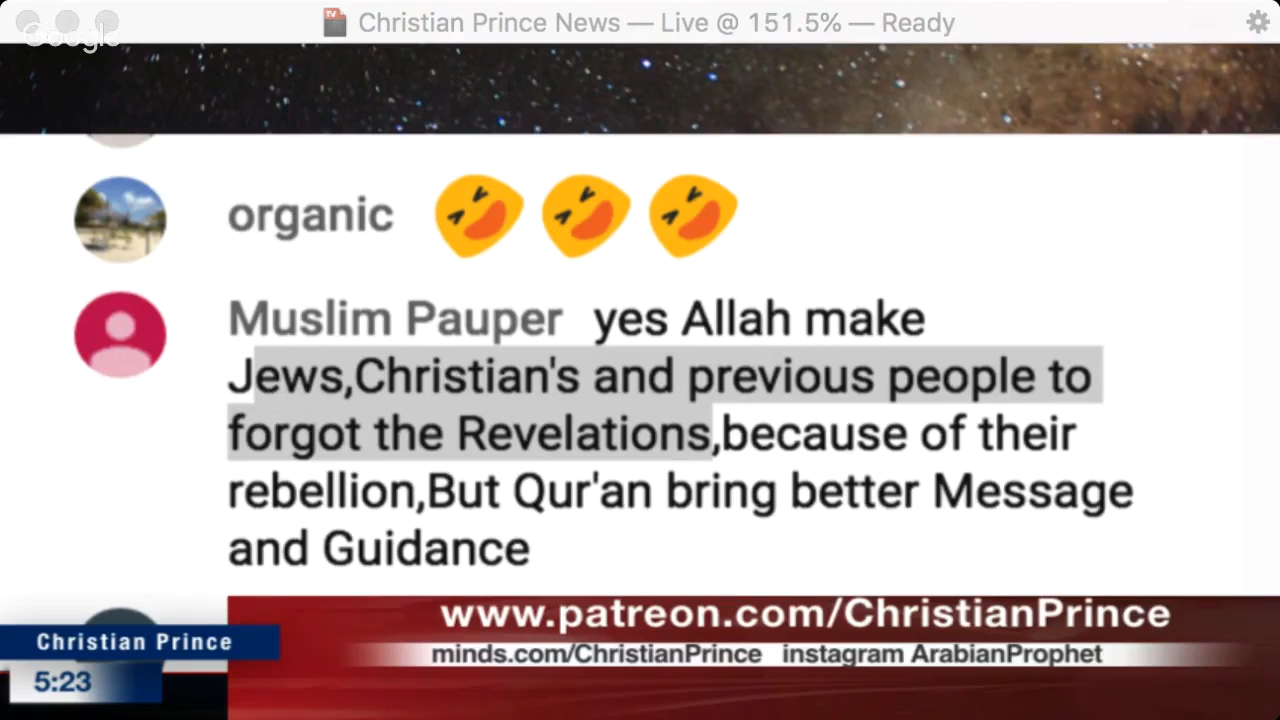 Christian Prince News — Live @ 151.5% — Ready
Google
organic
Muslim Pauper yes Allah make
Jews,Christian's and previous people to
forgot the Revelations,because of their
rebellion,But Qur'an bring better Message
and Guidance
www.patreon.com/ChristianPrince
Christian Prince
minds.com/ChristianPrince instagram ArabianProphet
5:23